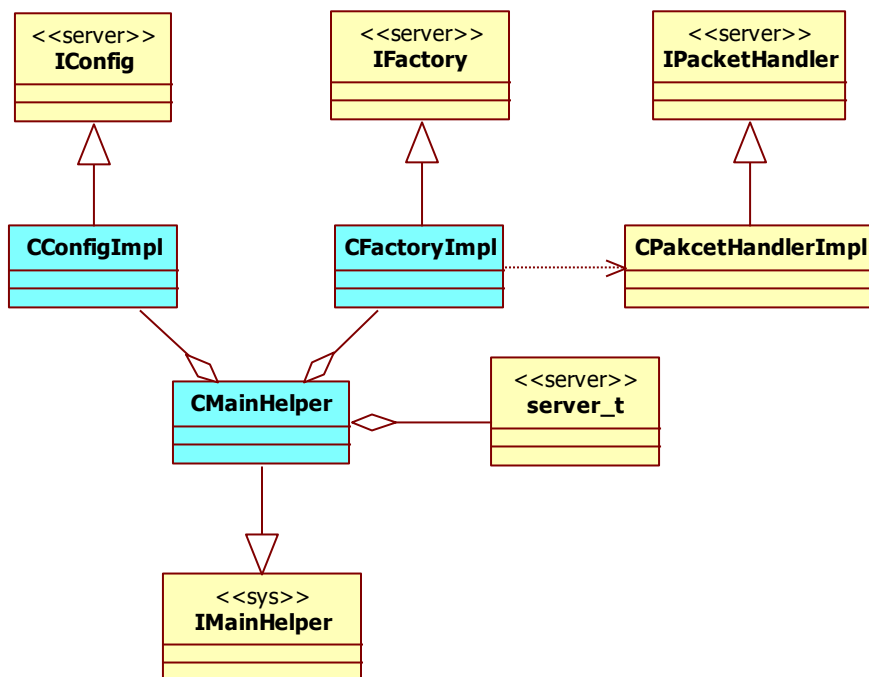 <<server>>
IConfig
<<server>>
IFactory
<<server>>
IPacketHandler
CConfigImpl
CFactoryImpl
CPakcetHandlerImpl
CMainHelper
<<server>>
server_t
<<sys>>
IMainHelper